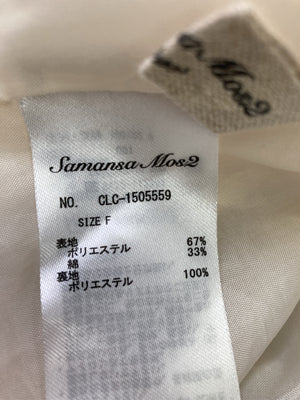 Mos2
Samansa Mos2
NO. CLC-1505559
SIZE F
表地
ポリエステル 67%
綿 33%
裏地
ポリエステル 100%